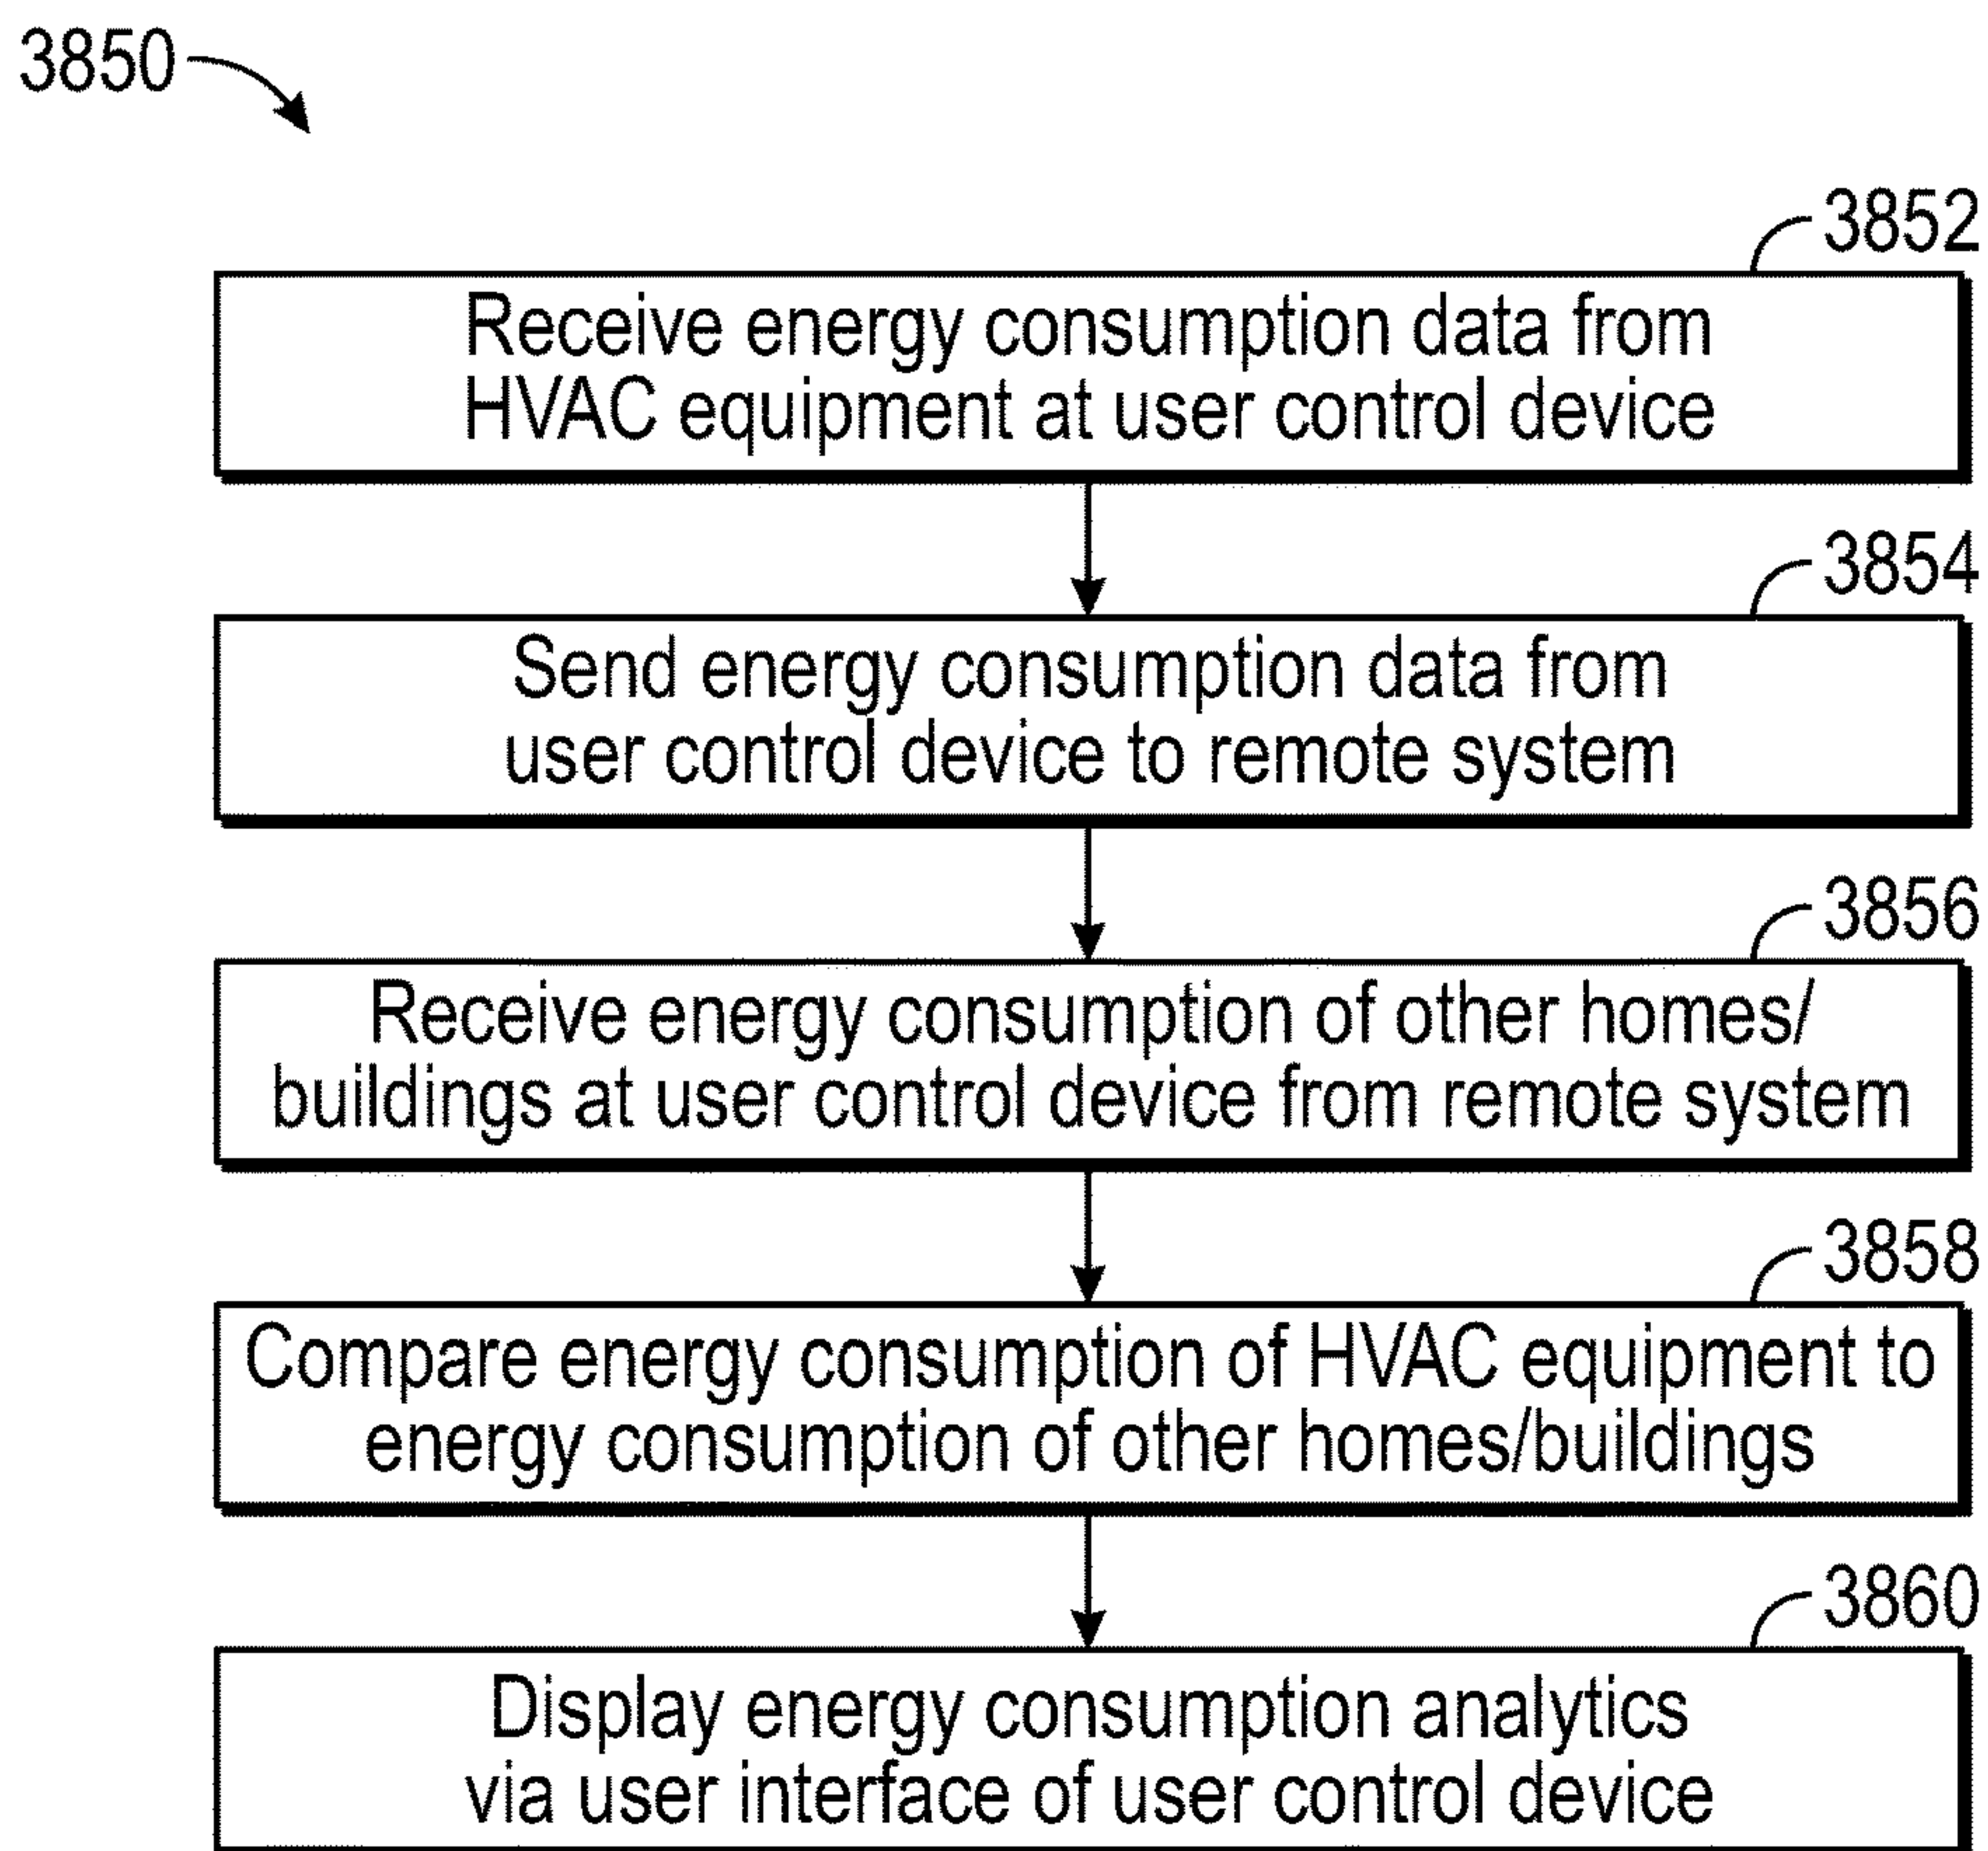 3850
3852
Receive energy consumption data from
HVAC equipment at user control device
3854
Send energy consumption data from
user control device to remote system
3856
Receive energy consumption of other homes/
buildings at user control device from remote system
3858
Compare energy consumption of HVAC equipment to
energy consumption of other homes/buildings
3860
Display energy consumption analytics
via user interface of user control device